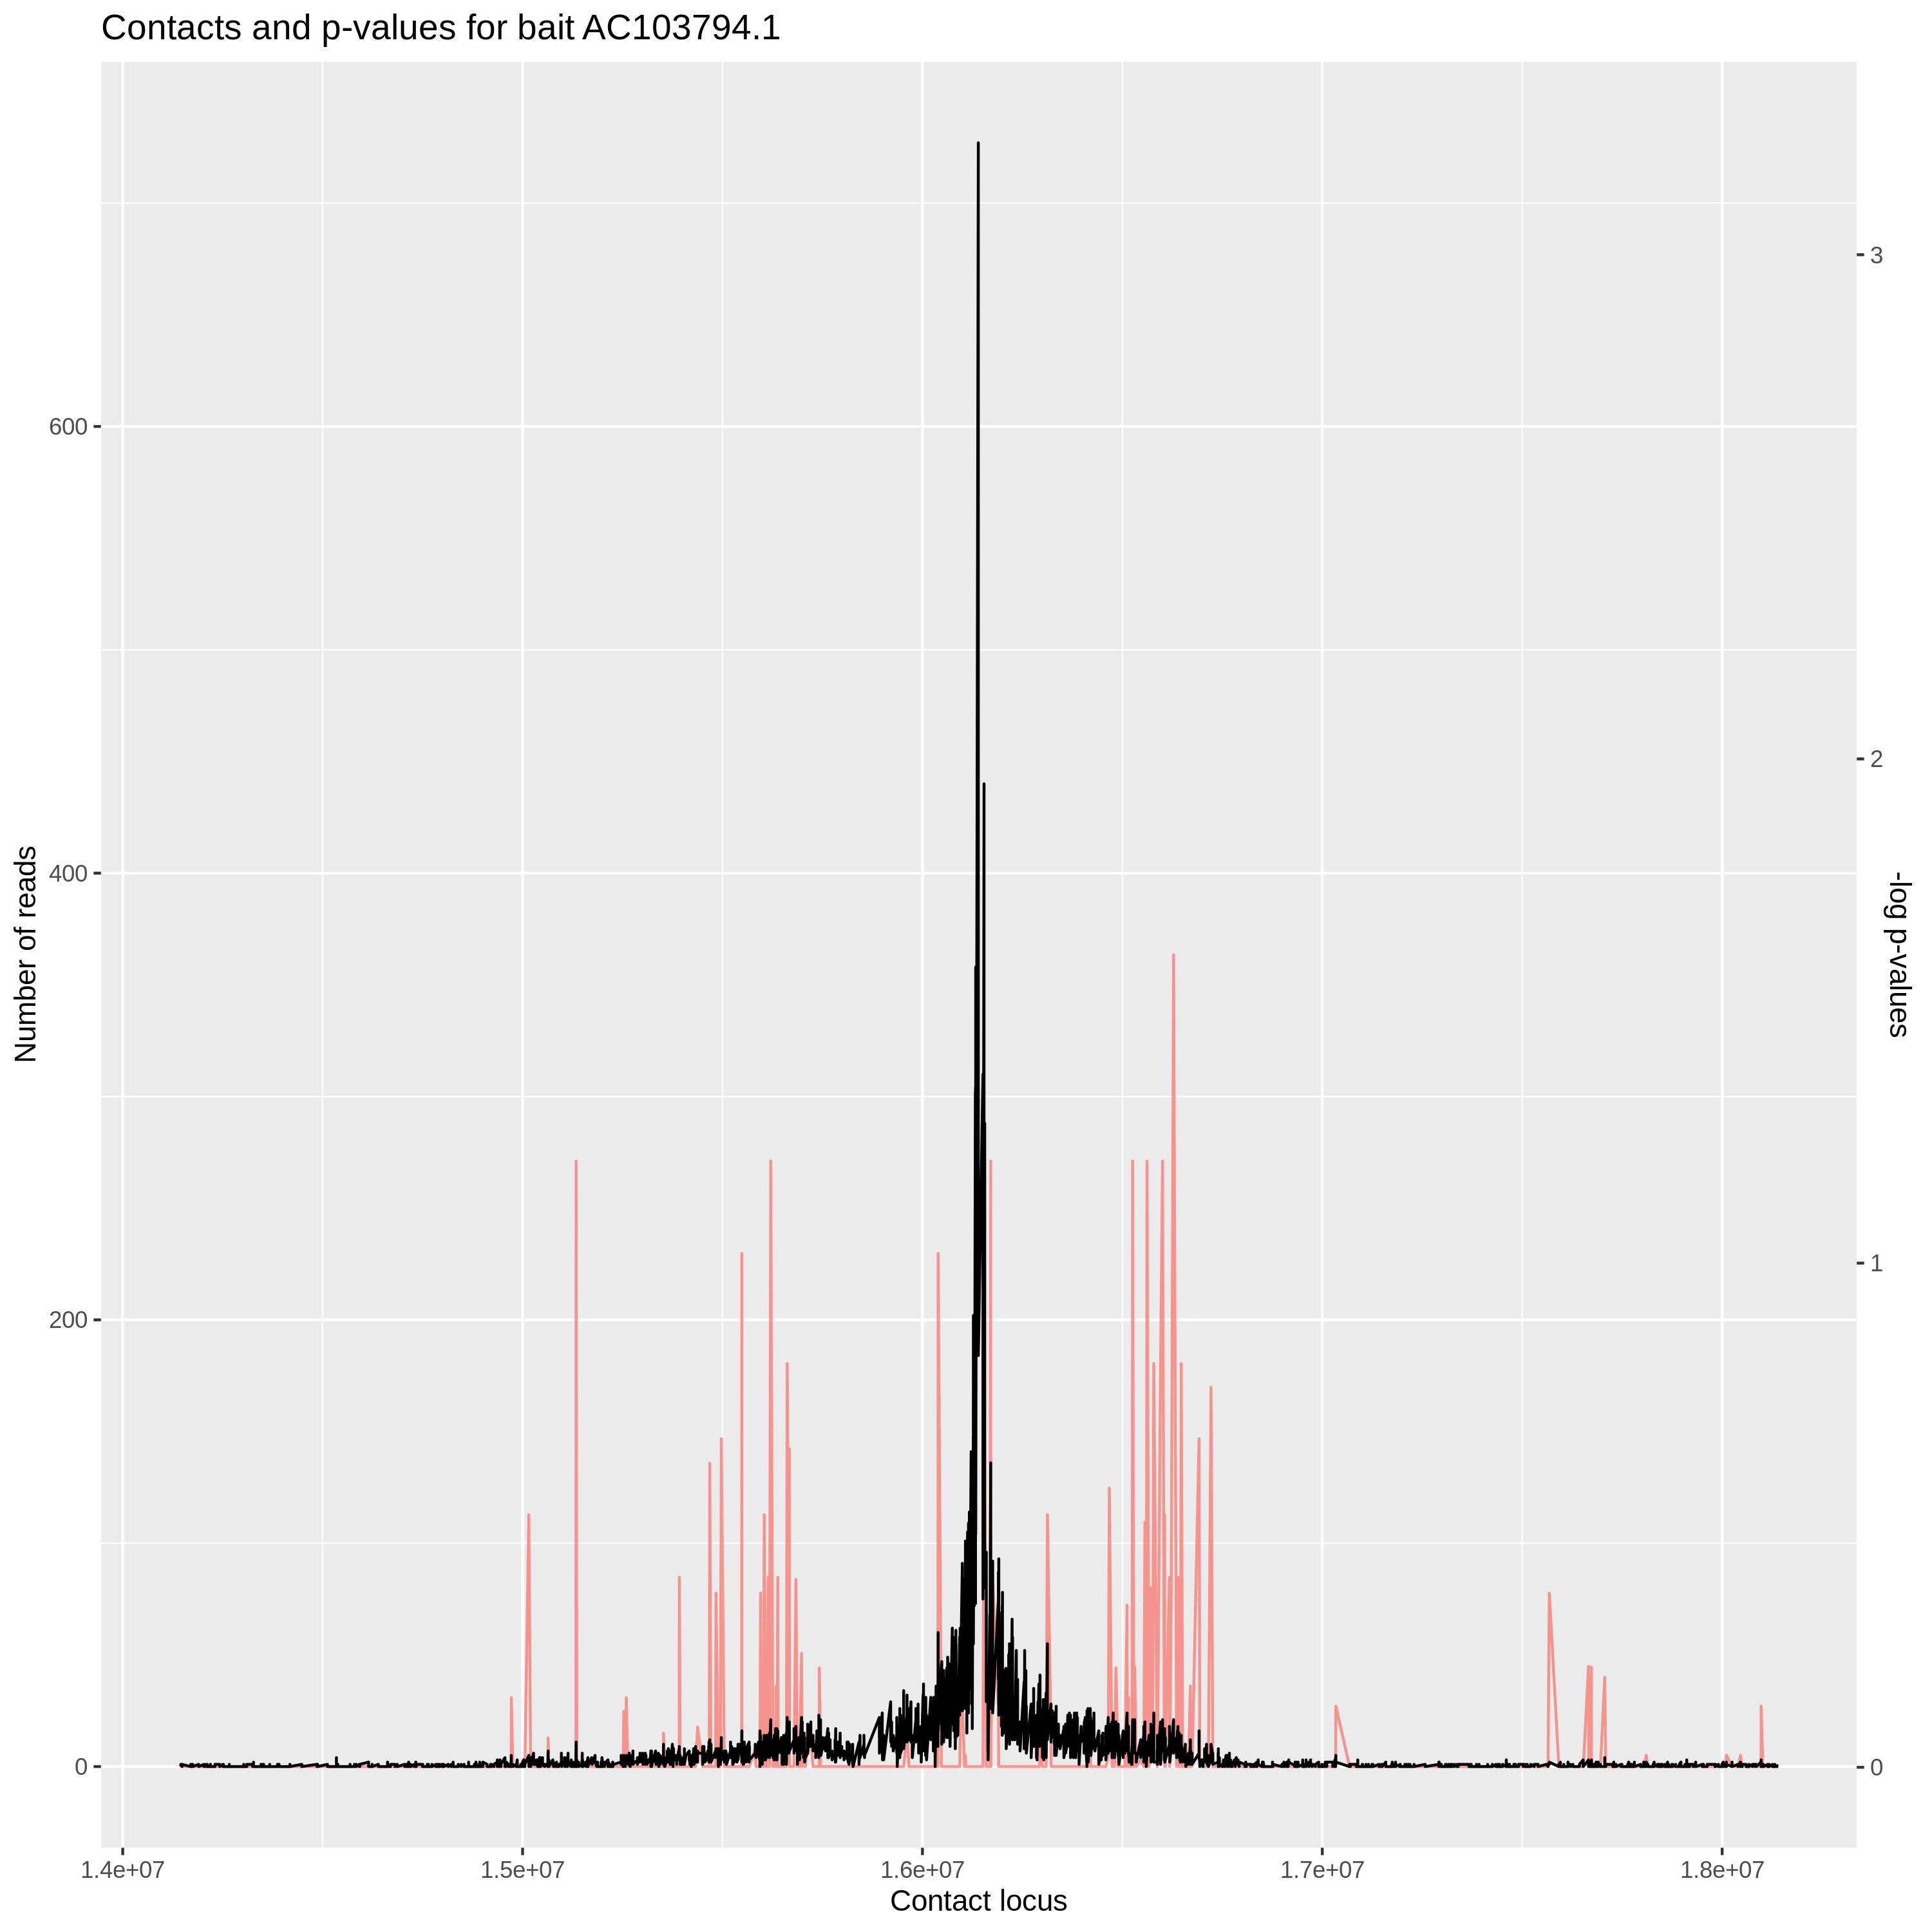 Contacts and p-values for bait AC103794.1
Number of reads
600
400
200
0
3
2
1
0
-log p-values
1.4e+07
1.5e+07
1.6e+07
1.7e+07
1.8e+07
Contact locus